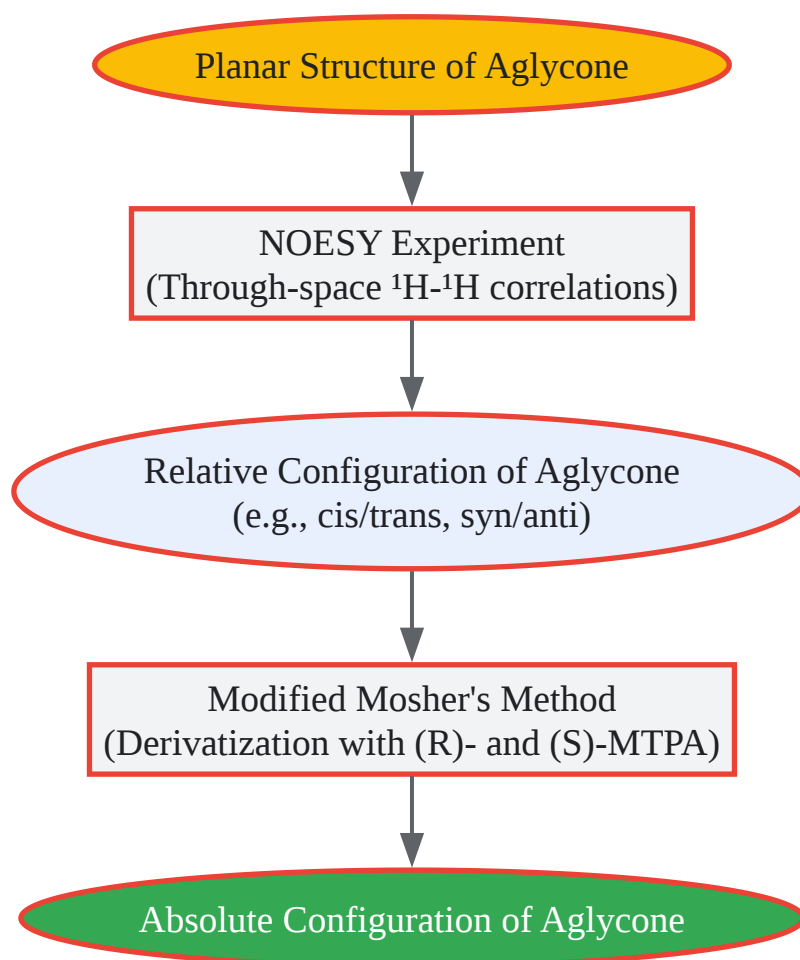 Planar Structure of Aglycone
NOESY Experiment
(Through-space ¹H-¹H correlations)
Relative Configuration of Aglycone
(e.g., cis/trans, syn/anti)
Modified Mosher's Method
(Derivatization with (R)- and (S)-MTPA)
Absolute Configuration of Aglycone